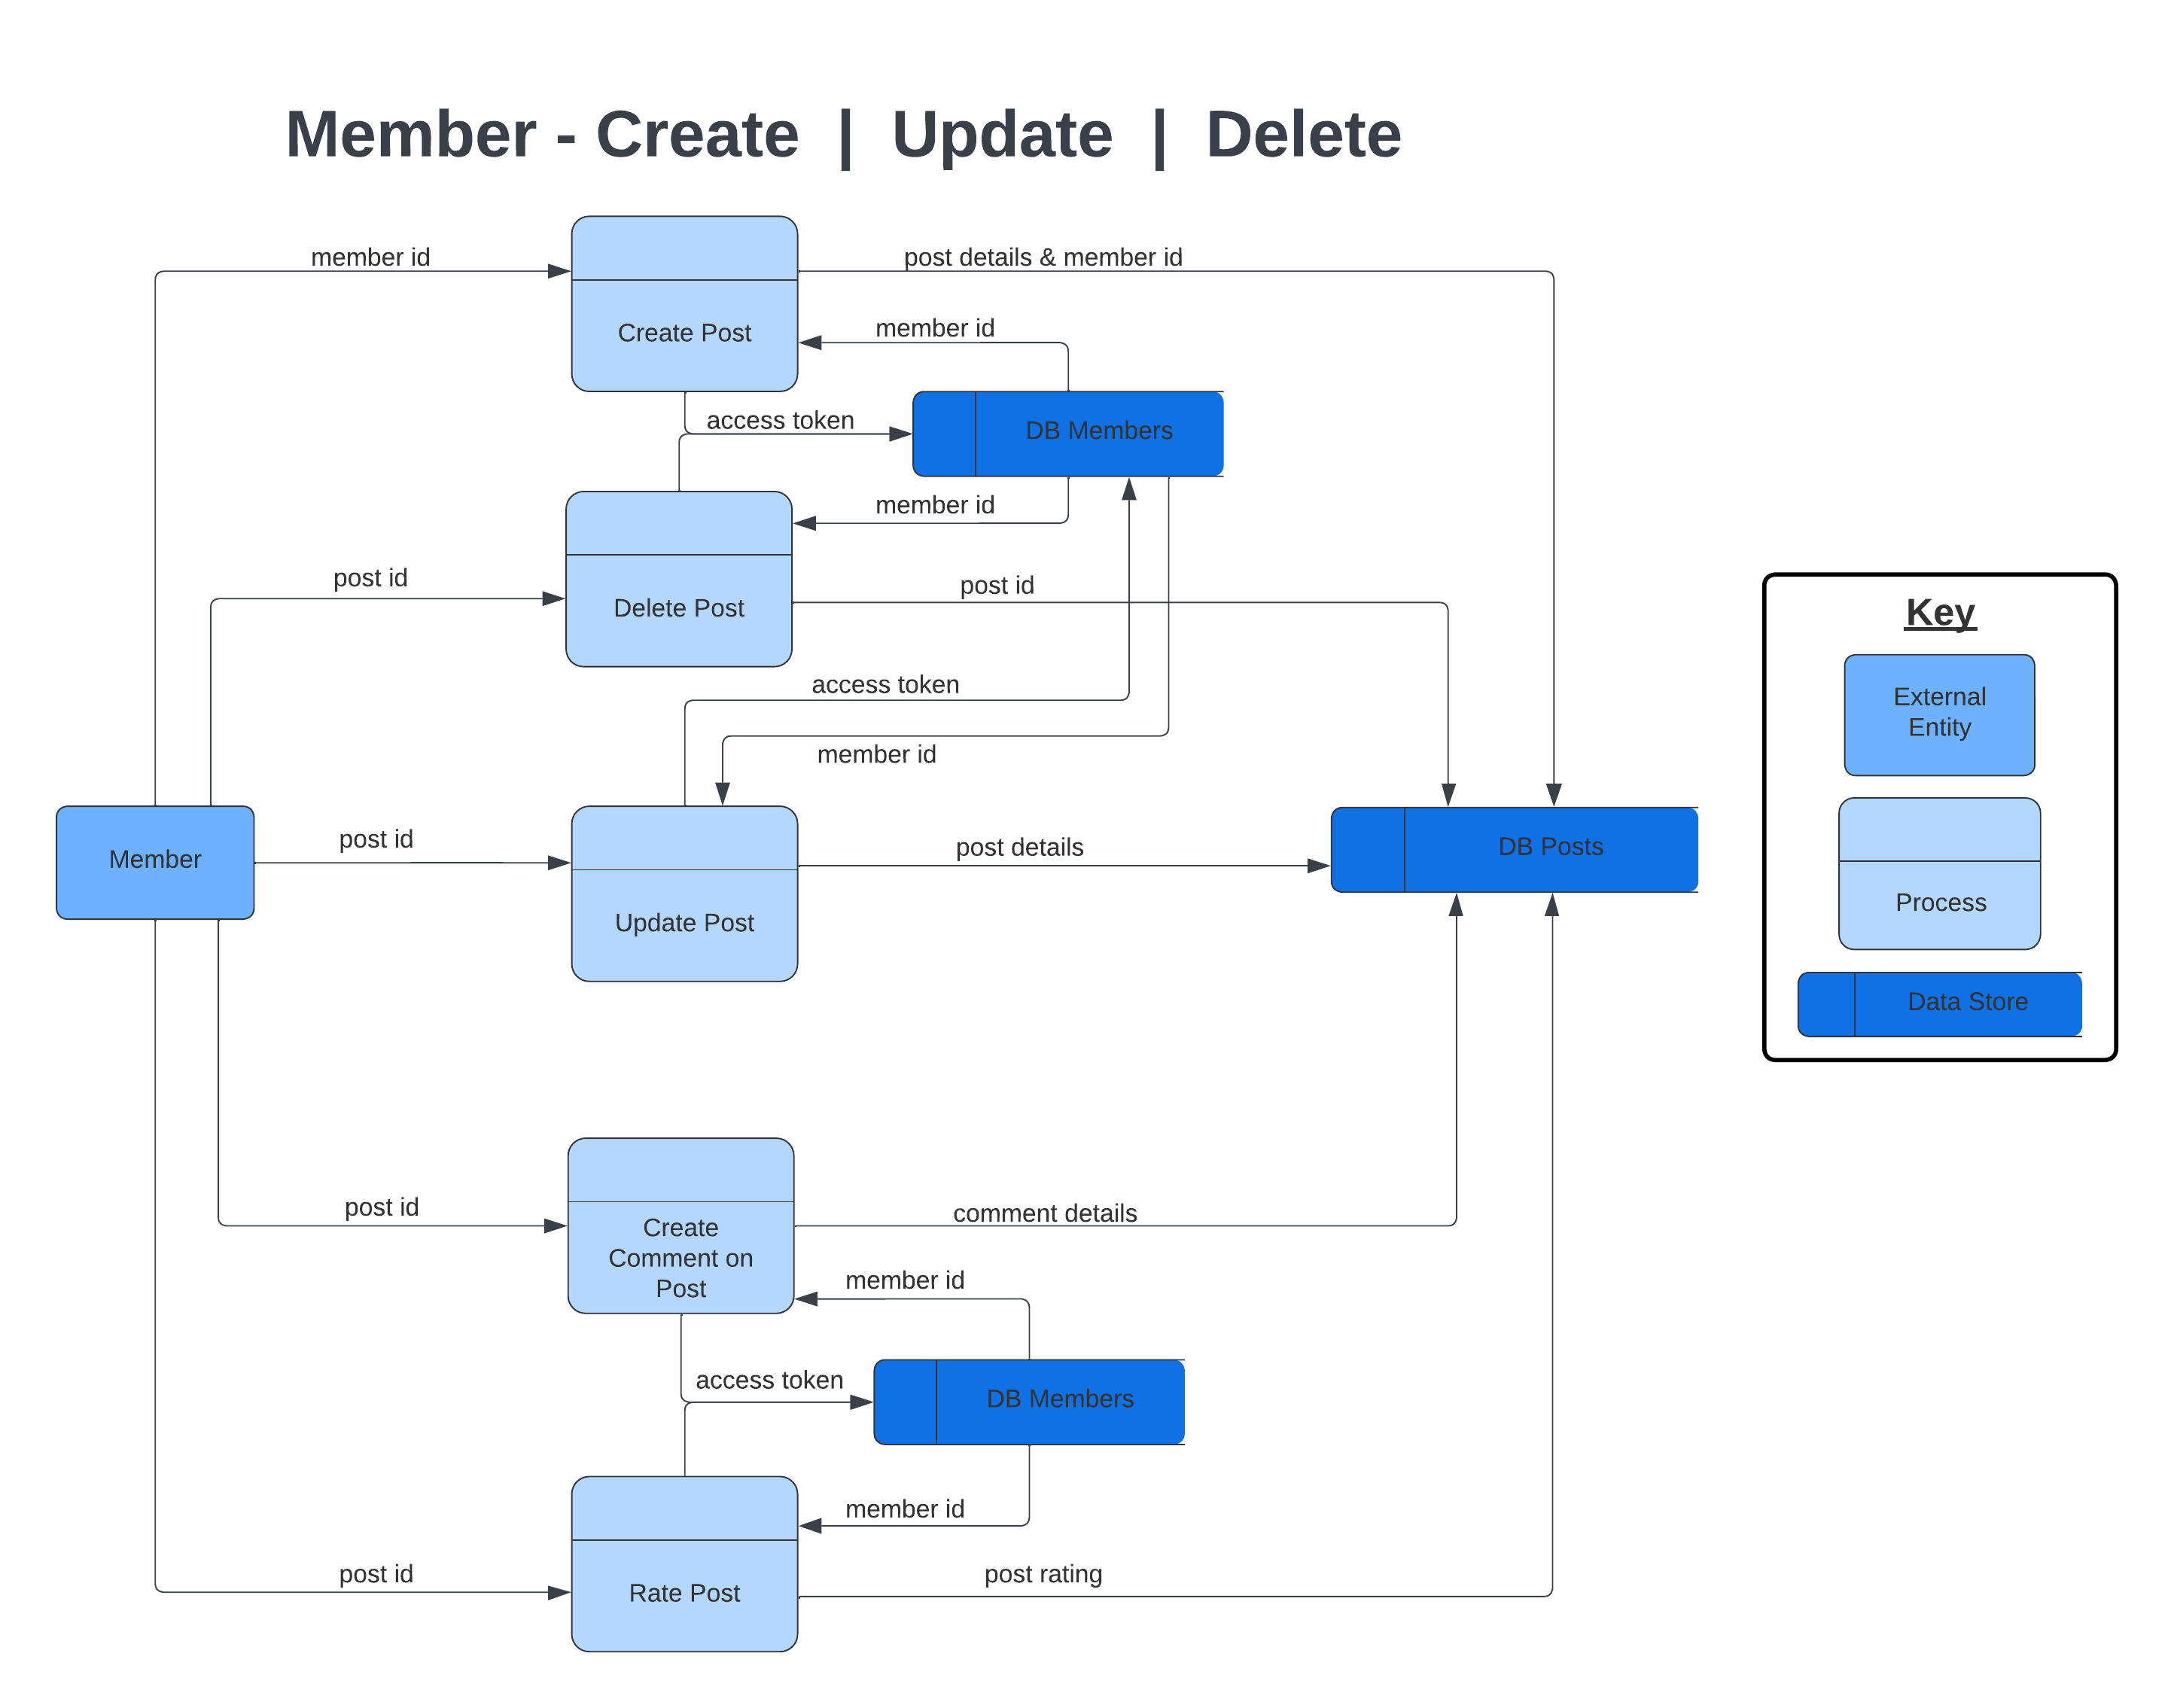 Member - Create | Update | Delete
member id
post details & member id
Create Post
member id
access token
DB Members
member id
post id
Delete Post
post id
access token
member id
Member
post id
Update Post
post details
DB Posts
Key
External
Entity
Process
Data Store
post id
Create
Comment on
Post
comment details
member id
access token
DB Members
member id
post id
Rate Post
post rating